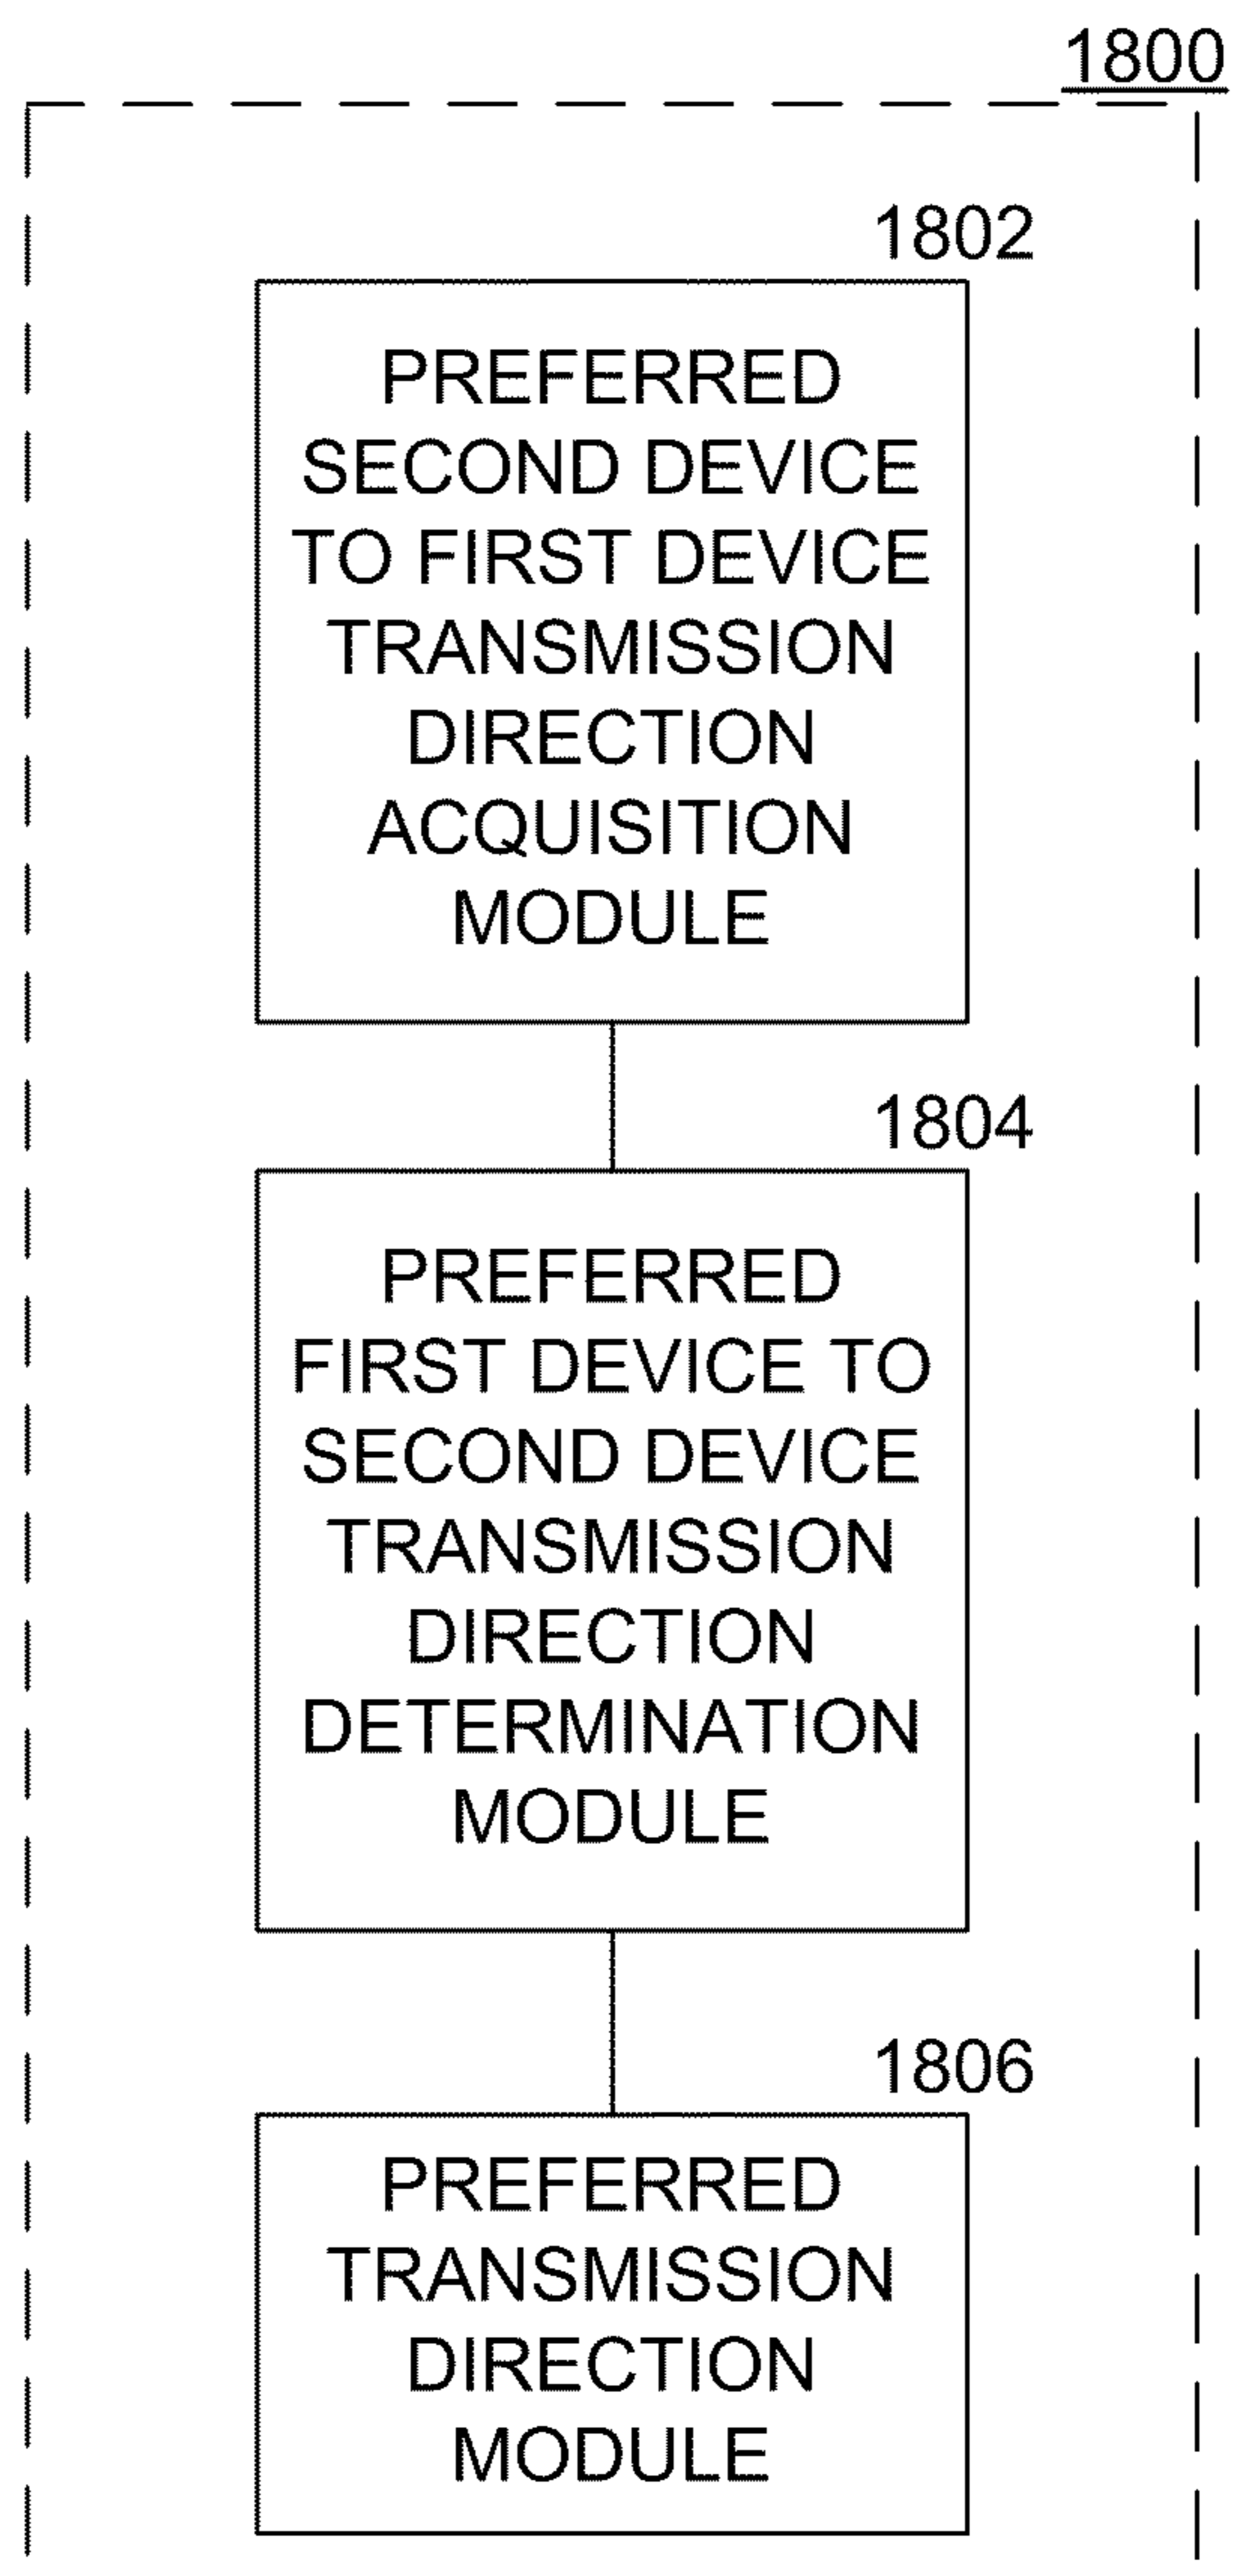 1800
1802
PREFERRED
SECOND DEVICE
TO FIRST DEVICE
TRANSMISSION
DIRECTION
ACQUISITION
MODULE
1804
PREFERRED
FIRST DEVICE TO
SECOND DEVICE
TRANSMISSION
DIRECTION
DETERMINATION
MODULE
1806
PREFERRED
TRANSMISSION
DIRECTION
MODULE